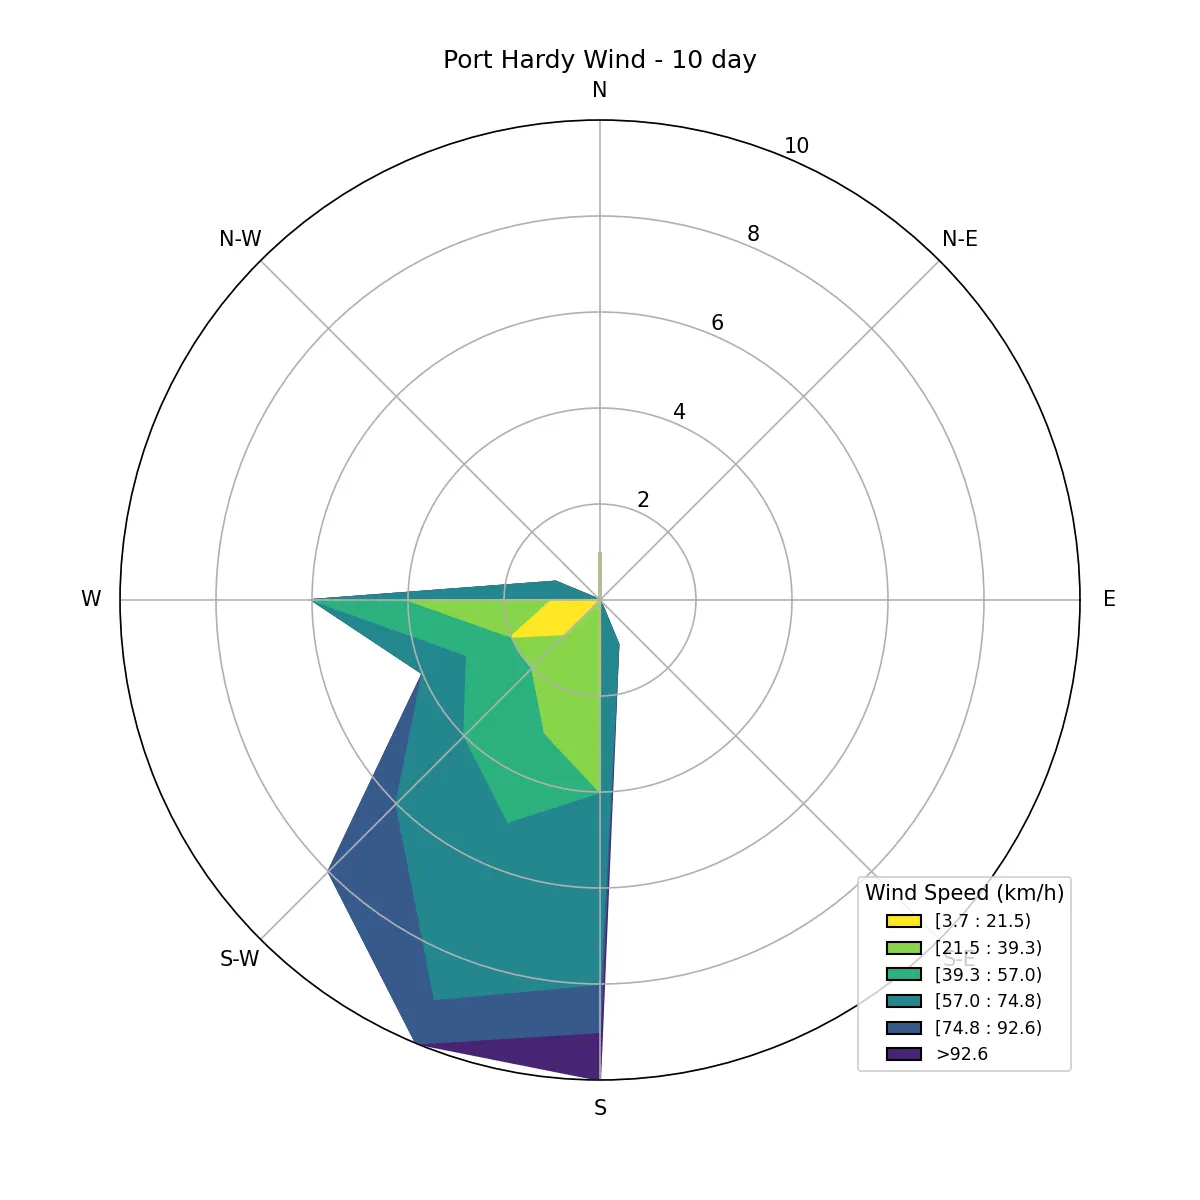 Port Hardy Wind - 10 day
N
10
N-W
8
N-E
6
4
2
W
E
Wind Speed (km/h)
[3.7 : 21.5)
[21.5 : 39.3)
S-W
S-E
[39.3 : 57.0)
[57.0 : 74.8)
[74.8 : 92.6)
>92.6
S